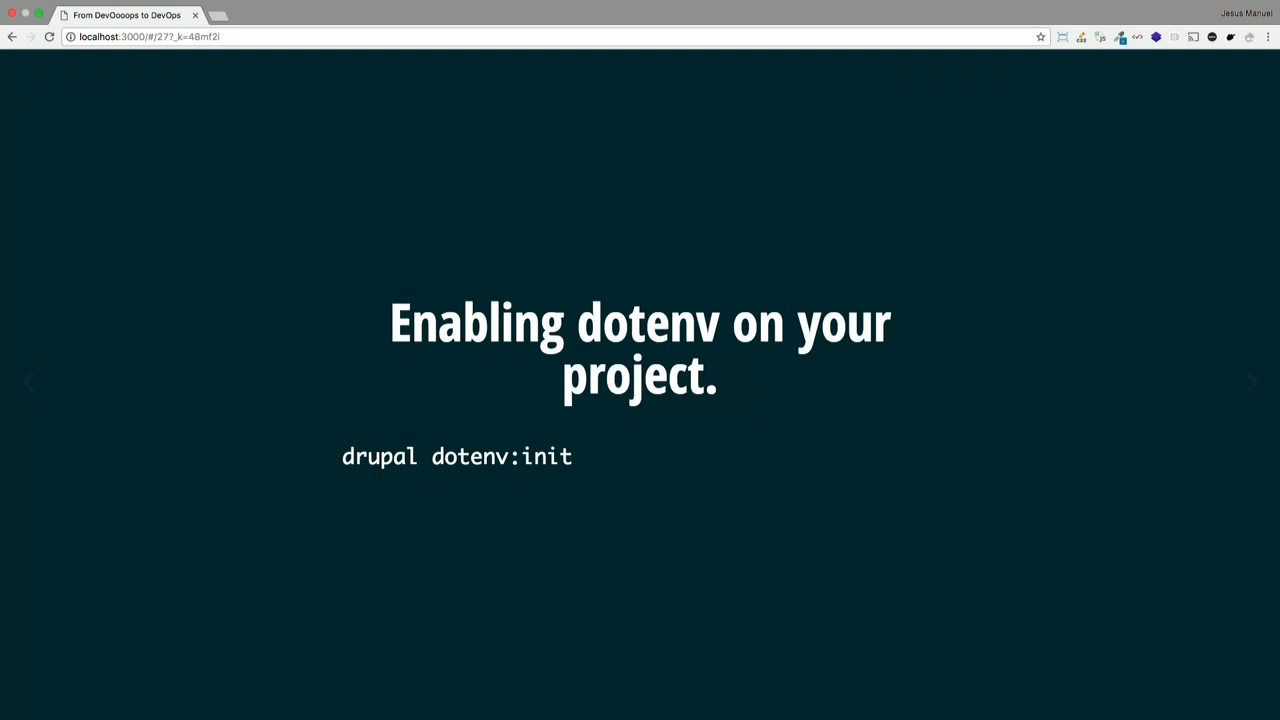 From DevOooops to DevOps
Jesus Manuel
localhost:3000/#/27?_k=48mf2i
Enabling dotenv on your
project.
drupal dotenv:init